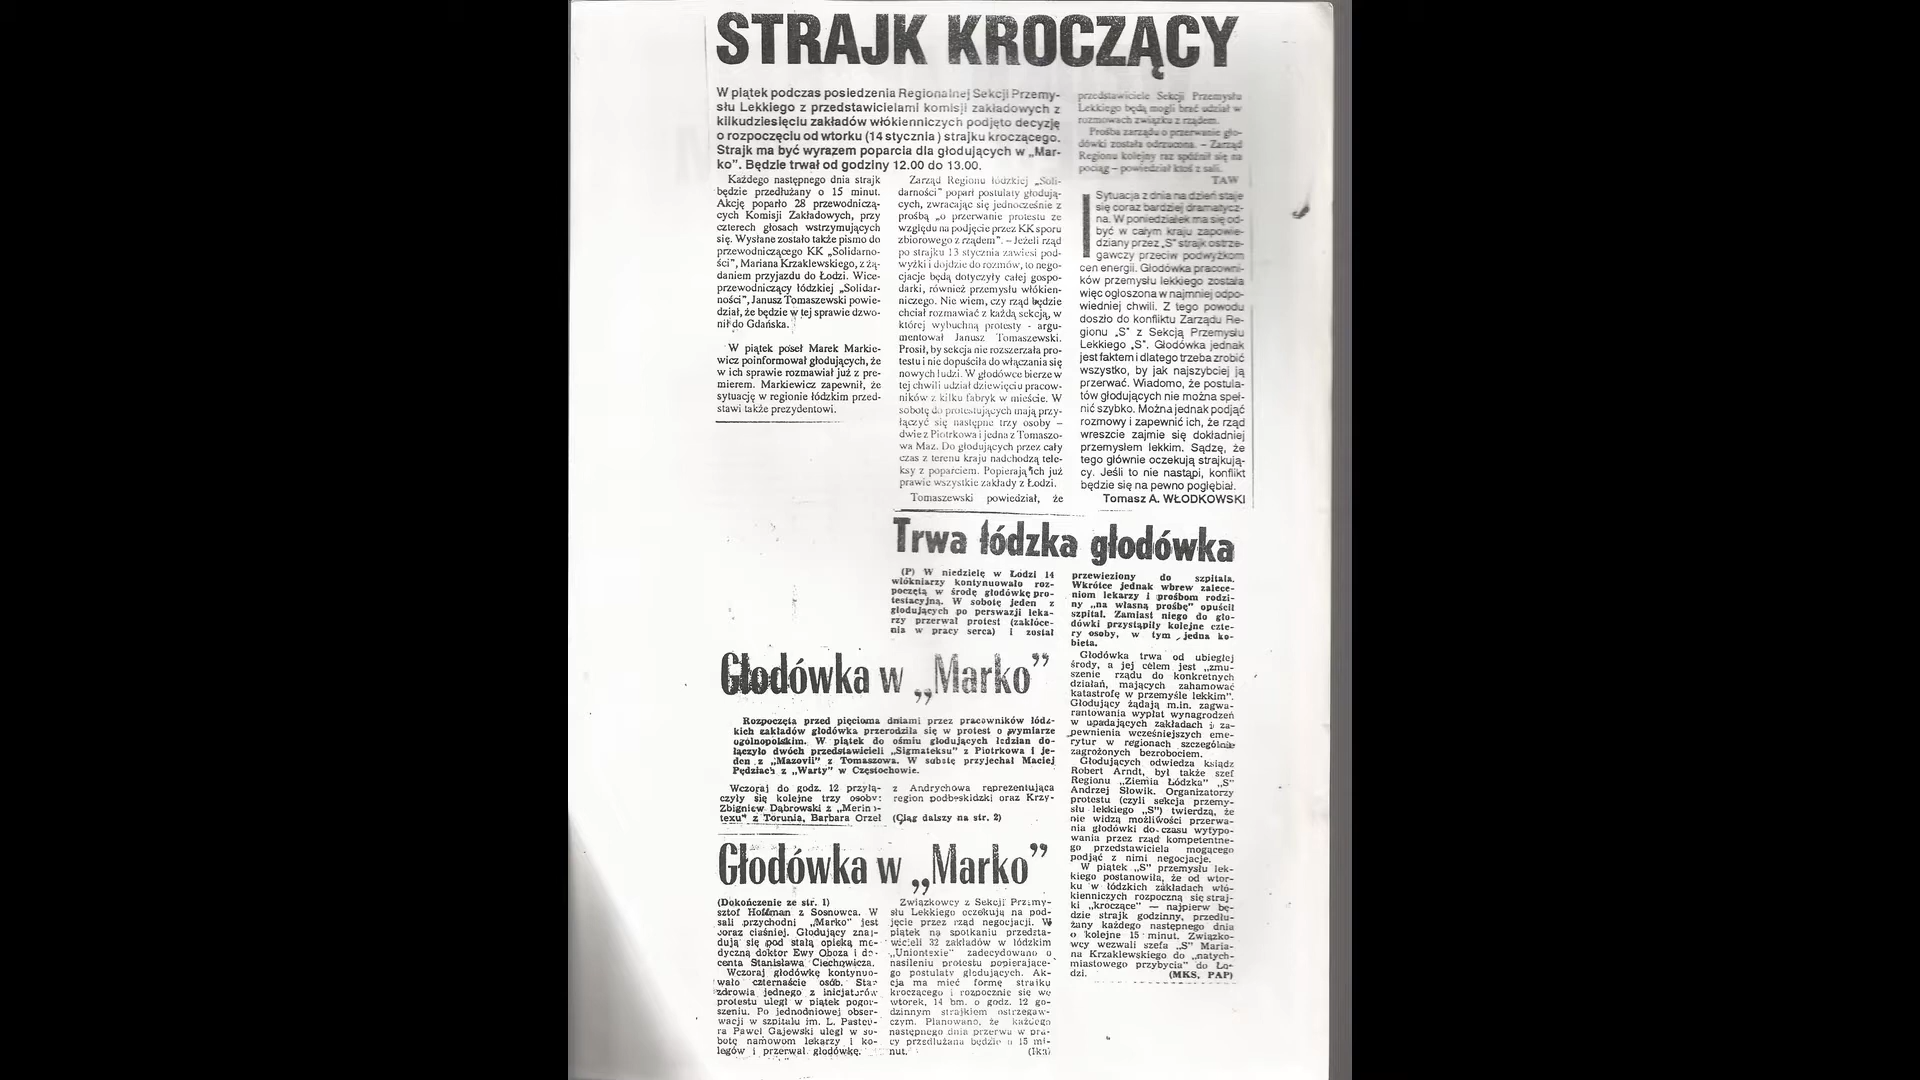 STRAJK KROCZĄCY
W piątek podczas posiedzenia Regionalnej Sekcji Przemy-
słu Lekkiego z przedstawicielami komisji zakładowych z
kilkudziesięciu zakładów włókienniczych podjęto decyzję
o rozpoczęciu od wtorku (14 stycznia) strajku kroczącego.
Strajk ma być wyrazem poparcia dla głodujących w „Mar-
ko”. Będzie trwał od godziny 12.00 do 13.00.
Każdego następnego dnia strajk
będzie przedłużany o 15 minut.
Akcję poparło 28 przewodniczą-
cych Komisji Zakładowych, przy
czterech głosach wstrzymujących
się. Wysłane zostało także pismo do
przewodniczącego KK „Solidarno-
ści”, Mariana Krzaklewskiego, z żą-
daniem przyjazdu do Łodzi. Wice-
przewodniczący łódzkiej „Solidar-
ności”, Janusz Tomaszewski powie-
dział, że będzie w tej sprawie dzwo-
nił do Gdańska.
W piątek poseł Marek Markie-
wicz poinformował głodujących, że
w ich sprawie rozmawiał już z pre-
mierem. Markiewicz zapewnił, że
sytuację w regionie łódzkim przed-
stawi także prezydentowi.
Zarząd Regionu łódzkiej „Soli-
darności” poparł postulaty głodują-
cych, zwracając się jednocześnie z
prośbą „o przerwanie protestu ze
względu na podjęcie przez KK sporu
zbiorowego z rządem”. – Jeżeli rząd
po strajku 13 stycznia zawiesi pod-
wyżki i dojdzie do rozmów, to nego-
cjacje będą dotyczyły całej gospo-
darki, również przemysłu włókien-
niczego. Nie wiem, czy rząd będzie
chciał rozmawiać z każdą sekcją, w
której wybuchną protesty - argu-
mentował Janusz Tomaszewski.
Prosił, by sekcja nie rozszerzała pro-
testu i nie dopuściła do włączania się
nowych ludzi. W głodówce bierze w
tej chwili udział dziewięciu pracow-
ników z kilku fabryk w mieście. W
sobotę do protestujących mają przy-
łączyć się następne trzy osoby –
dwie z Piotrkowa i jedna z Tomaszo-
wa Maz. Do głodujących przez cały
czas z terenu kraju nadchodzą tele-
ksy z poparciem. Popierają ich już
prawie wszystkie zakłady z Łodzi.
Tomaszewski powiedział, że
przedstawiciele Sekcji Przemysłu
Lekkiego będą mogli brać udział w
rozmowach związku z rządem.
Prośba zarządu o przerwanie gło-
dówki została odrzucona. – Zarząd
Regionu kolejny raz spóźnił się na
pociąg – powiedział ktoś z sali.
TAW
Sytuacja z dnia na dzień staje
się coraz bardziej dramatycz-
na. W poniedziałek ma się od-
być w całym kraju zapowie-
dziany przez „S” strajk ostrze-
gawczy przeciw podwyżkom
cen energii. Głodówka pracowni-
ków przemysłu lekkiego została
więc ogłoszona w najmniej odpo-
wiedniej chwili. Z tego powodu
doszło do konfliktu Zarządu Re-
gionu „S” z Sekcją Przemysłu
Lekkiego „S”. Głodówka jednak
jest faktem i dlatego trzeba zrobić
wszystko, by jak najszybciej ją
przerwać. Wiadomo, że postula-
tów głodujących nie można speł-
nić szybko. Można jednak podjąć
rozmowy i zapewnić ich, że rząd
wreszcie zajmie się dokładniej
przemysłem lekkim. Sądzę, że
tego głównie oczekują strajkują-
cy. Jeśli to nie nastąpi, konflikt
będzie się na pewno pogłębiał.
Tomasz A. WŁODKOWSKI
Trwa łódzka głodówka
(P) W niedzielę w Łodzi 14
włókniarzy kontynuowało roz-
poczętą w środę głodówkę pro-
testacyjną. W sobotę jeden z
głodujących po perswazji leka-
rzy przerwał protest (zakłóce-
nia w pracy serca) i został
przewieziony do szpitala.
Wkrótce jednak wbrew zalece-
niom lekarzy i prośbom rodzi-
ny „na własną prośbę” opuścił
szpital. Zamiast niego do gło-
dówki przystąpiły kolejne czte-
ry osoby, w tym jedna ko-
bieta.
Głodówka trwa od ubiegłej
środy, a jej celem jest „zmu-
szenie rządu do konkretnych
działań, mających zahamować
katastrofę w przemyśle lekkim”.
Głodujący żądają m.in. zagwa-
rantowania wypłat wynagrodzeń
w upadających zakładach i za-
pewnienia wcześniejszych eme-
rytur w regionach szczególnie
zagrożonych bezrobociem.
Głodujących odwiedza ksiądz
Robert Arndt, był także szef
Regionu „Ziemia Łódzka” „S”
Andrzej Słowik. Organizatorzy
protestu (czyli sekcja przemy-
słu lekkiego „S”) twierdzą, że
nie widzą możliwości przerwa-
nia głodówki do czasu wytypo-
wania przez rząd kompetentne-
go przedstawiciela mogącego
podjąć z nimi negocjacje.
W piątek „S” przemysłu lek-
kiego postanowiła, że od wtor-
ku w łódzkich zakładach włó-
kienniczych rozpoczną się straj-
ki „kroczące” — najpierw bę-
dzie strajk godzinny, przedłu-
żany każdego następnego dnia
o kolejne 15 minut. Związko-
wcy wezwali szefa „S” Maria-
na Krzaklewskiego do „natych-
miastowego przybycia” do Ło-
dzi. (MKS, PAP)
Głodówka w „Marko”
Rozpoczęta przed pięcioma dniami przez pracowników łódz-
kich zakładów głodówka przerodziła się w protest o wymiarze
ogólnopolskim. W piątek do ośmiu głodujących łodzian do-
łączyło dwóch przedstawicieli „Sigmateksu” z Piotrkowa i je-
den z „Mazovii” z Tomaszowa. W sobotę przyjechał Maciej
Pędziach z „Warty” w Częstochowie.
Wczoraj do godz. 12 przyłą-
czyły się kolejne trzy osoby:
Zbigniew Dąbrowski z „Merino-
texu” z Torunia, Barbara Orzeł
z Andrychowa reprezentująca
region podbeskidzki oraz Krzy-
(Ciąg dalszy na str. 2)
Głodówka w „Marko”
(Dokończenie ze str. 1)
sztof Hoffman z Sosnowca. W
sali przychodni „Marko” jest
coraz ciaśniej. Głodujący znaj-
dują się pod stałą opieką me-
dyczną doktor Ewy Oboza i do-
centa Stanisława Ciechowicza.
Wczoraj głodówkę kontynuo-
wało czternaście osób. Stan
zdrowia jednego z inicjatorów
protestu uległ w piątek pogor-
szeniu. Po jednodniowej obser-
wacji w szpitalu im. L. Pasteu-
ra Paweł Gajewski uległ w so-
botę namowom lekarzy i ko-
legów i przerwał głodówkę.
Związkowcy z Sekcji Przemy-
słu Lekkiego oczekują na pod-
jęcie przez rząd negocjacji. W
piątek na spotkaniu przedsta-
wicieli 32 zakładów w łódzkim
„Uniontexie” zadecydowano o
nasileniu protestu popierające-
go postulaty głodujących. Ak-
cja ma mieć formę strajku
kroczącego i rozpocznie się we
wtorek, 14 bm. o godz. 12 go-
dzinnym strajkiem ostrzegaw-
czym. Planowano, że każdego
następnego dnia przerwa w pra-
cy przedłużana będzie o 15 mi-
nut. (Ika)